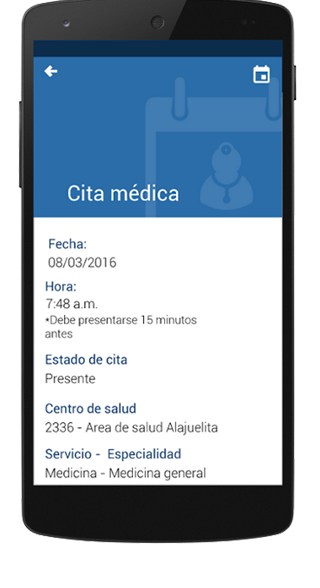 Cita médica
Fecha:
08/03/2016
Hora:
7:48 a.m.
*Debe presentarse 15 minutos
antes
Estado de cita
Presente
Centro de salud
2336 - Area de salud Alajuelita
Servicio - Especialidad
Medicina - Medicina general